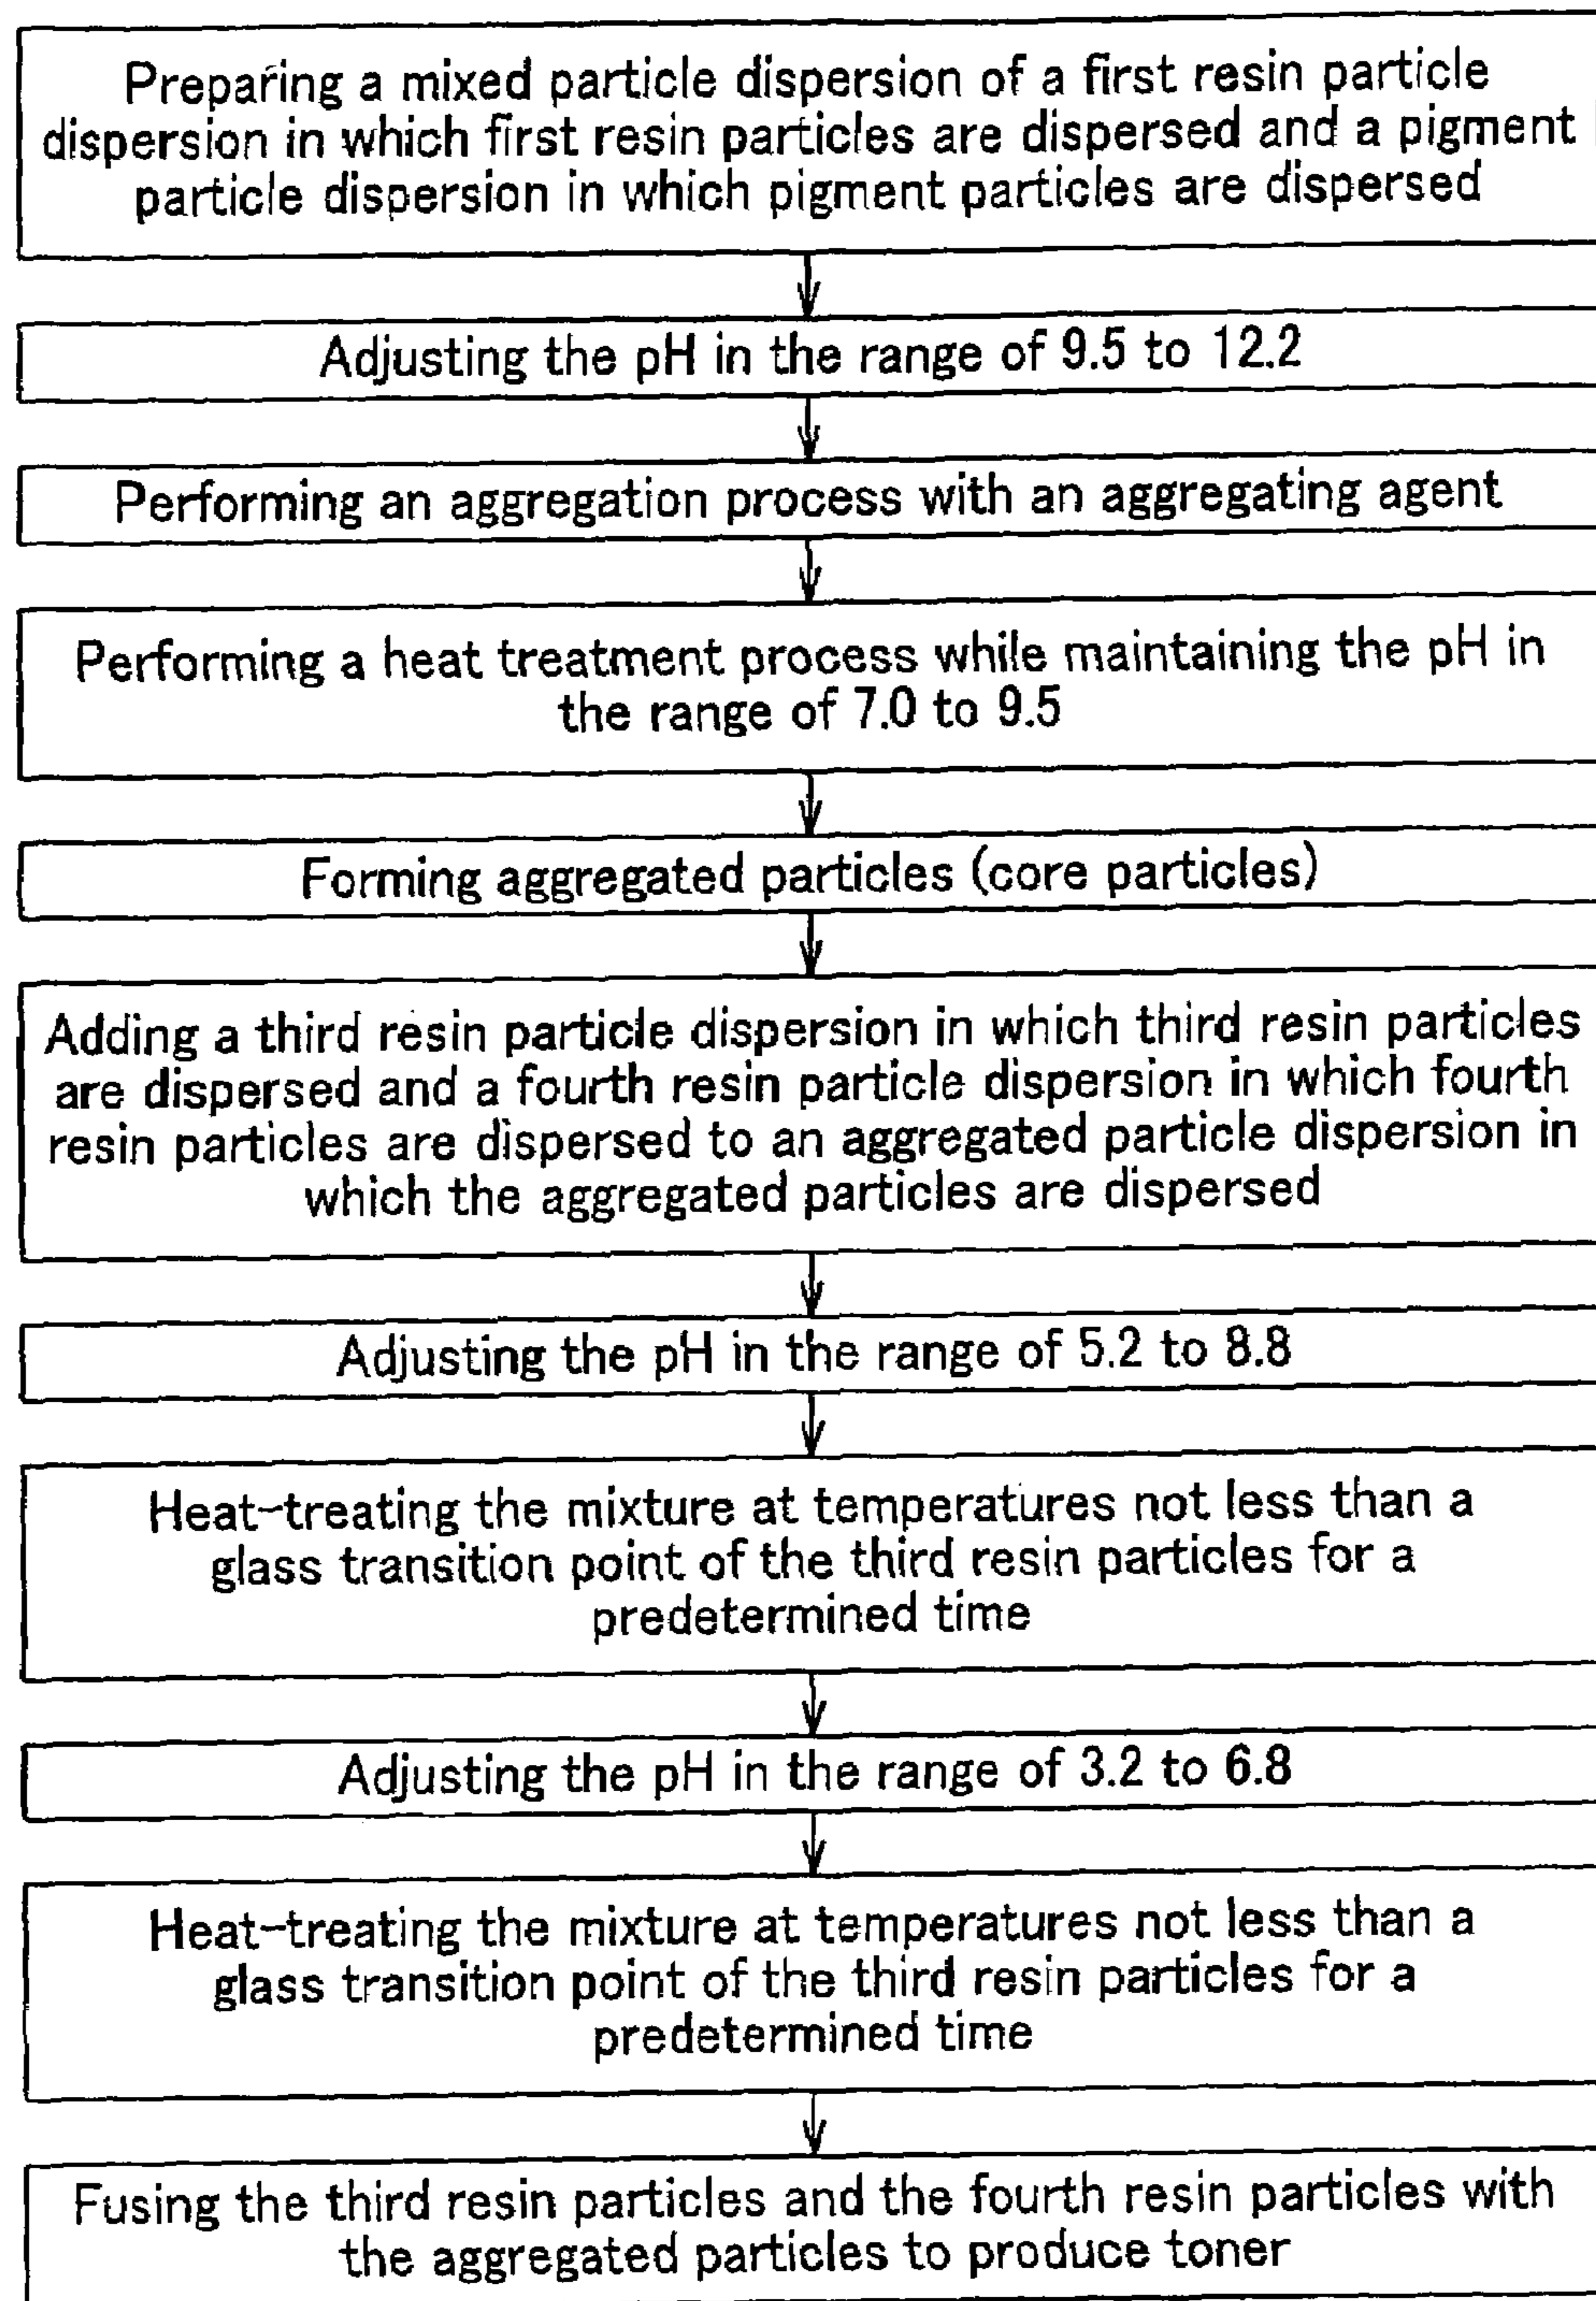 Preparing a mixed particle dispersion of a first resin particle
dispersion in which first resin particles are dispersed and a pigment
particle dispersion in which pigment particles are dispersed
Adjusting the pH in the range of 9.5 to 12.2
Performing an aggregation process with an aggregating agent
Performing a heat treatment process while maintaining the pH in
the range of 7.0 to 9.5
Forming aggregated particles (core particles)
Adding a third resin particle dispersion in which third resin particles
are dispersed and a fourth resin particle dispersion in which fourth
resin particles are dispersed to an aggregated particle dispersion in
which the aggregated particles are dispersed
Adjusting the pH in the range of 5.2 to 8.8
Heat-treating the mixture at temperatures not less than a
glass transition point of the third resin particles for a
predetermined time
Adjusting the pH in the range of 3.2 to 6.8
Heat-treating the mixture at temperatures not less than a
glass transition point of the third resin particles for a
predetermined time
Fusing the third resin particles and the fourth resin particles with
the aggregated particles to produce toner